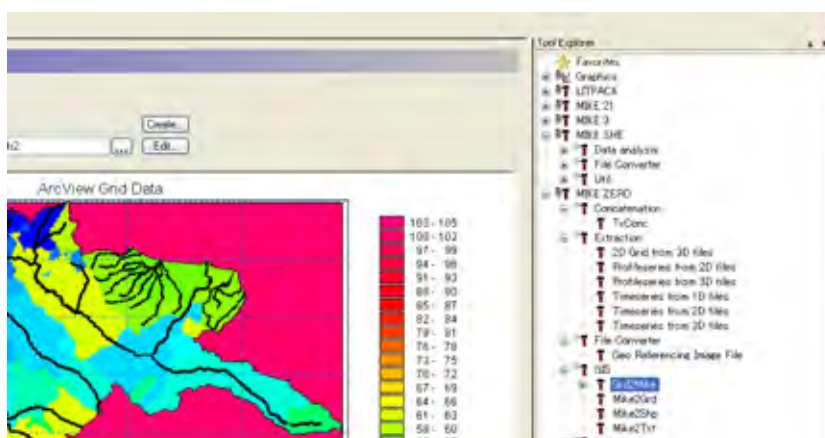 Tool Explorer
Favorites
Graphics
LITPACK
MIKE 21
MIKE 3
MIKE SHE
Data analysis
File Converter
Util
MIKE ZERO
Concatenation
TxConc
Extraction
2D Grid from 3D files
Profileseries from 2D files
Profileseries from 3D files
Timeseries from 1D files
Timeseries from 2D files
Timeseries from 3D files
File Converter
Geo Referencing Image File
GIS
Grd2Mike
Mike2Grd
Mike2Shp
Mike2Txt
Create...
...
Edit...
ArcView Grid Data
103 - 105
100 - 102
97 - 99
94 - 96
91 - 93
88 - 90
85 - 87
82 - 84
79 - 81
76 - 78
73 - 75
70 - 72
67 - 69
64 - 66
61 - 63
58 - 60